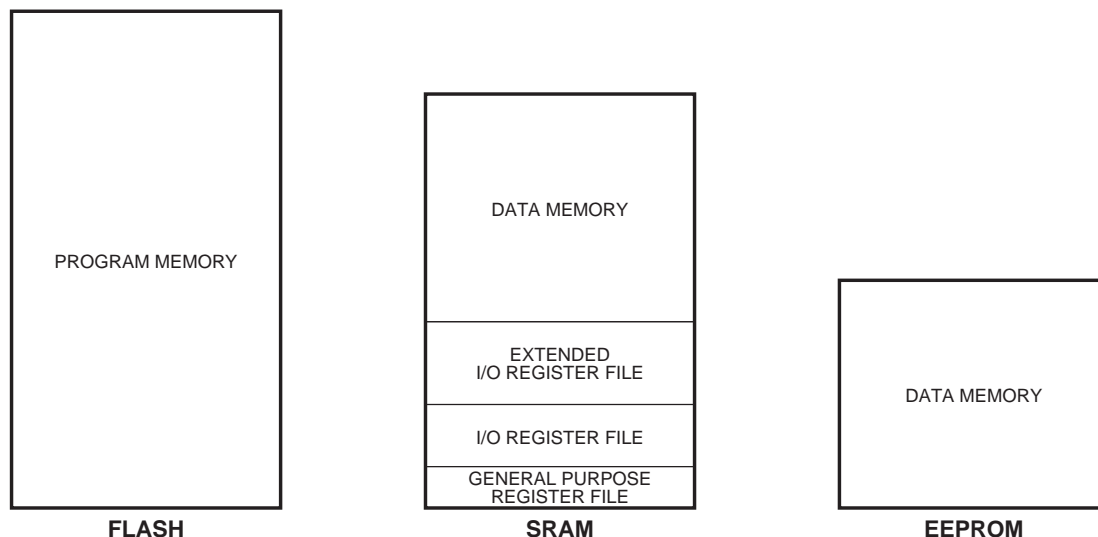 PROGRAM MEMORY
FLASH
DATA MEMORY
EXTENDED
I/O REGISTER FILE
I/O REGISTER FILE
GENERAL PURPOSE
REGISTER FILE
SRAM
DATA MEMORY
EEPROM